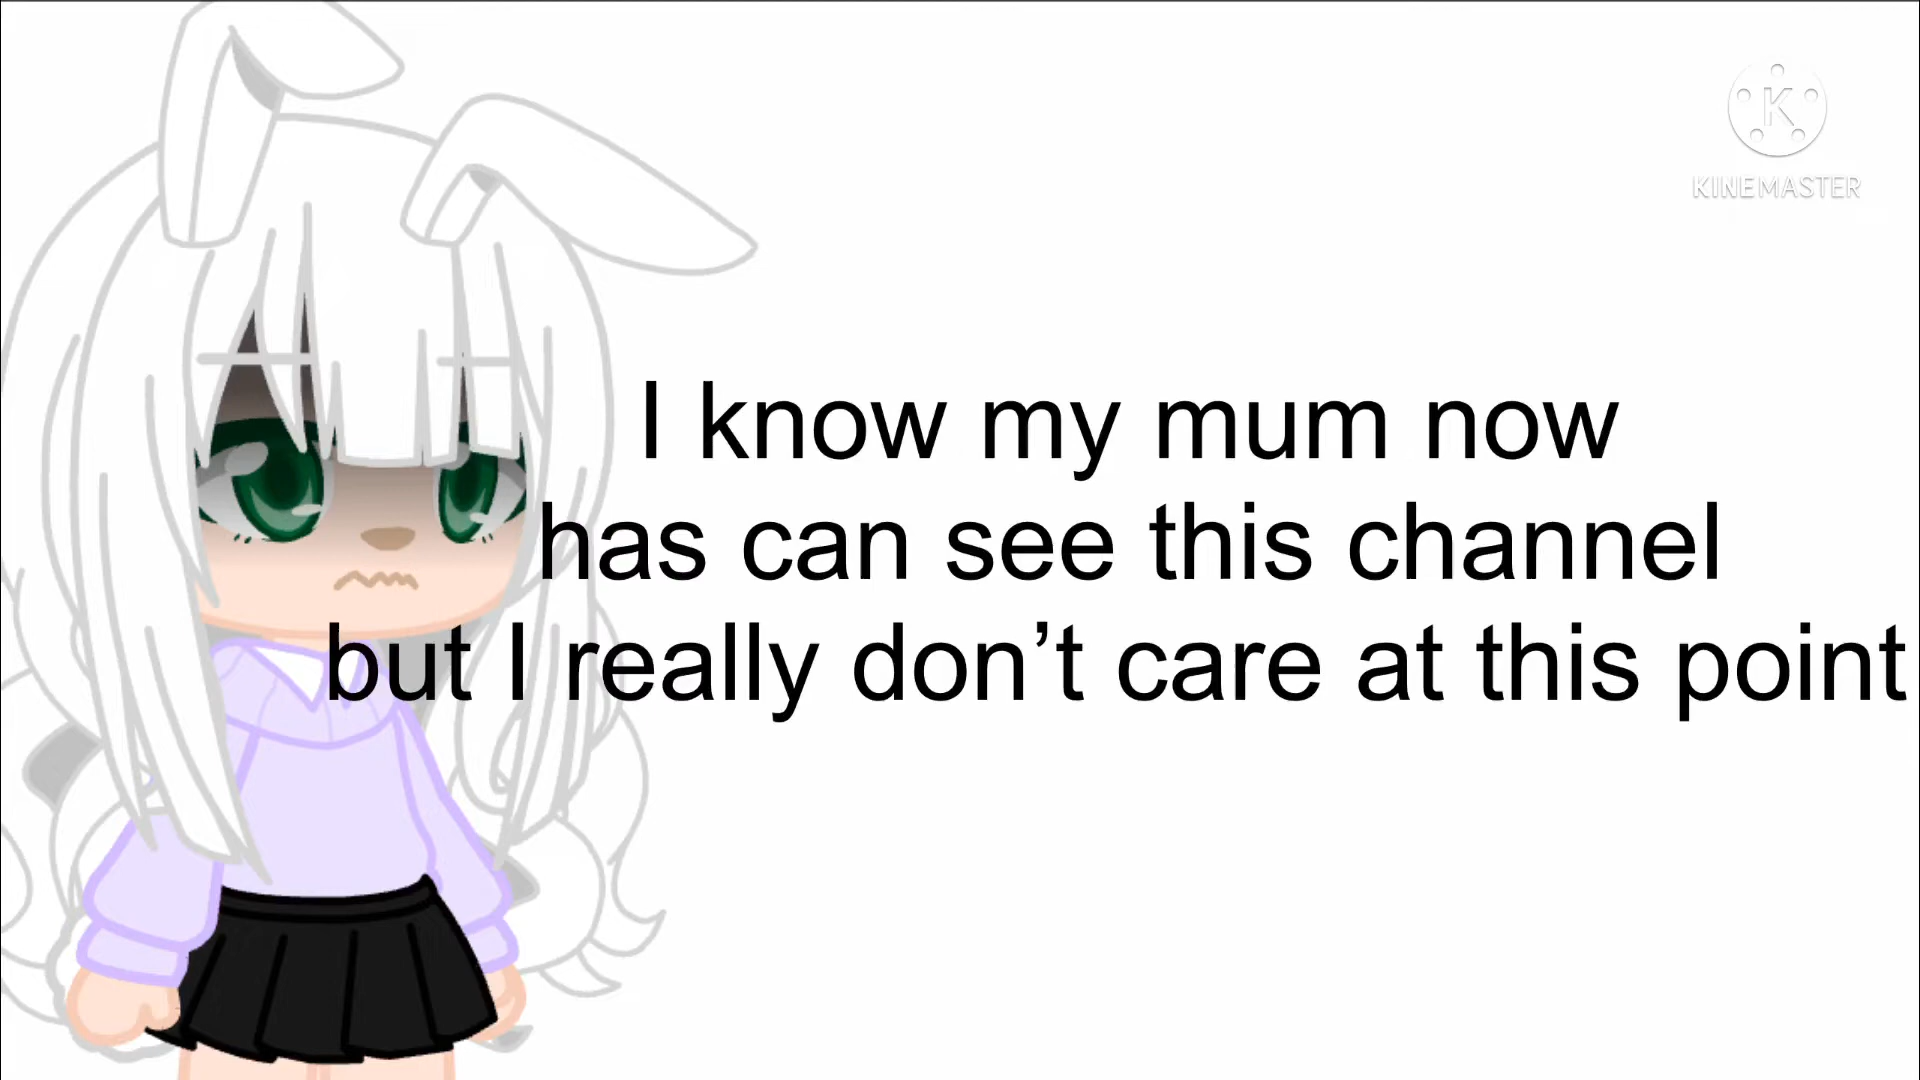 K
KINEMASTER
I know my mum now
has can see this channel
but I really don’t care at this point